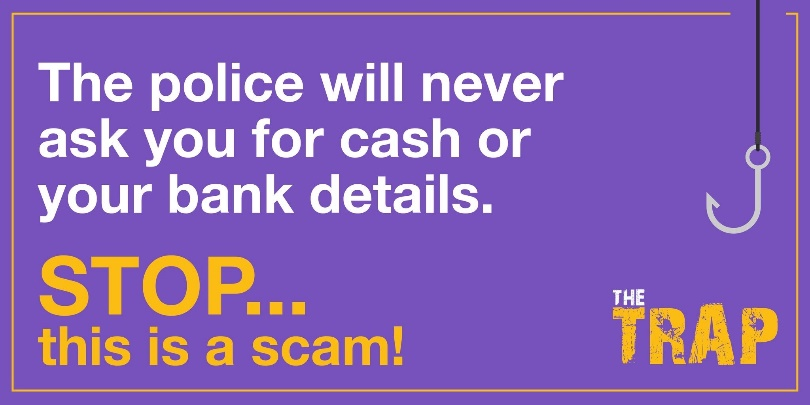 The police will never
ask you for cash or
your bank details.
STOP...
this is a scam!
THE
TRAP